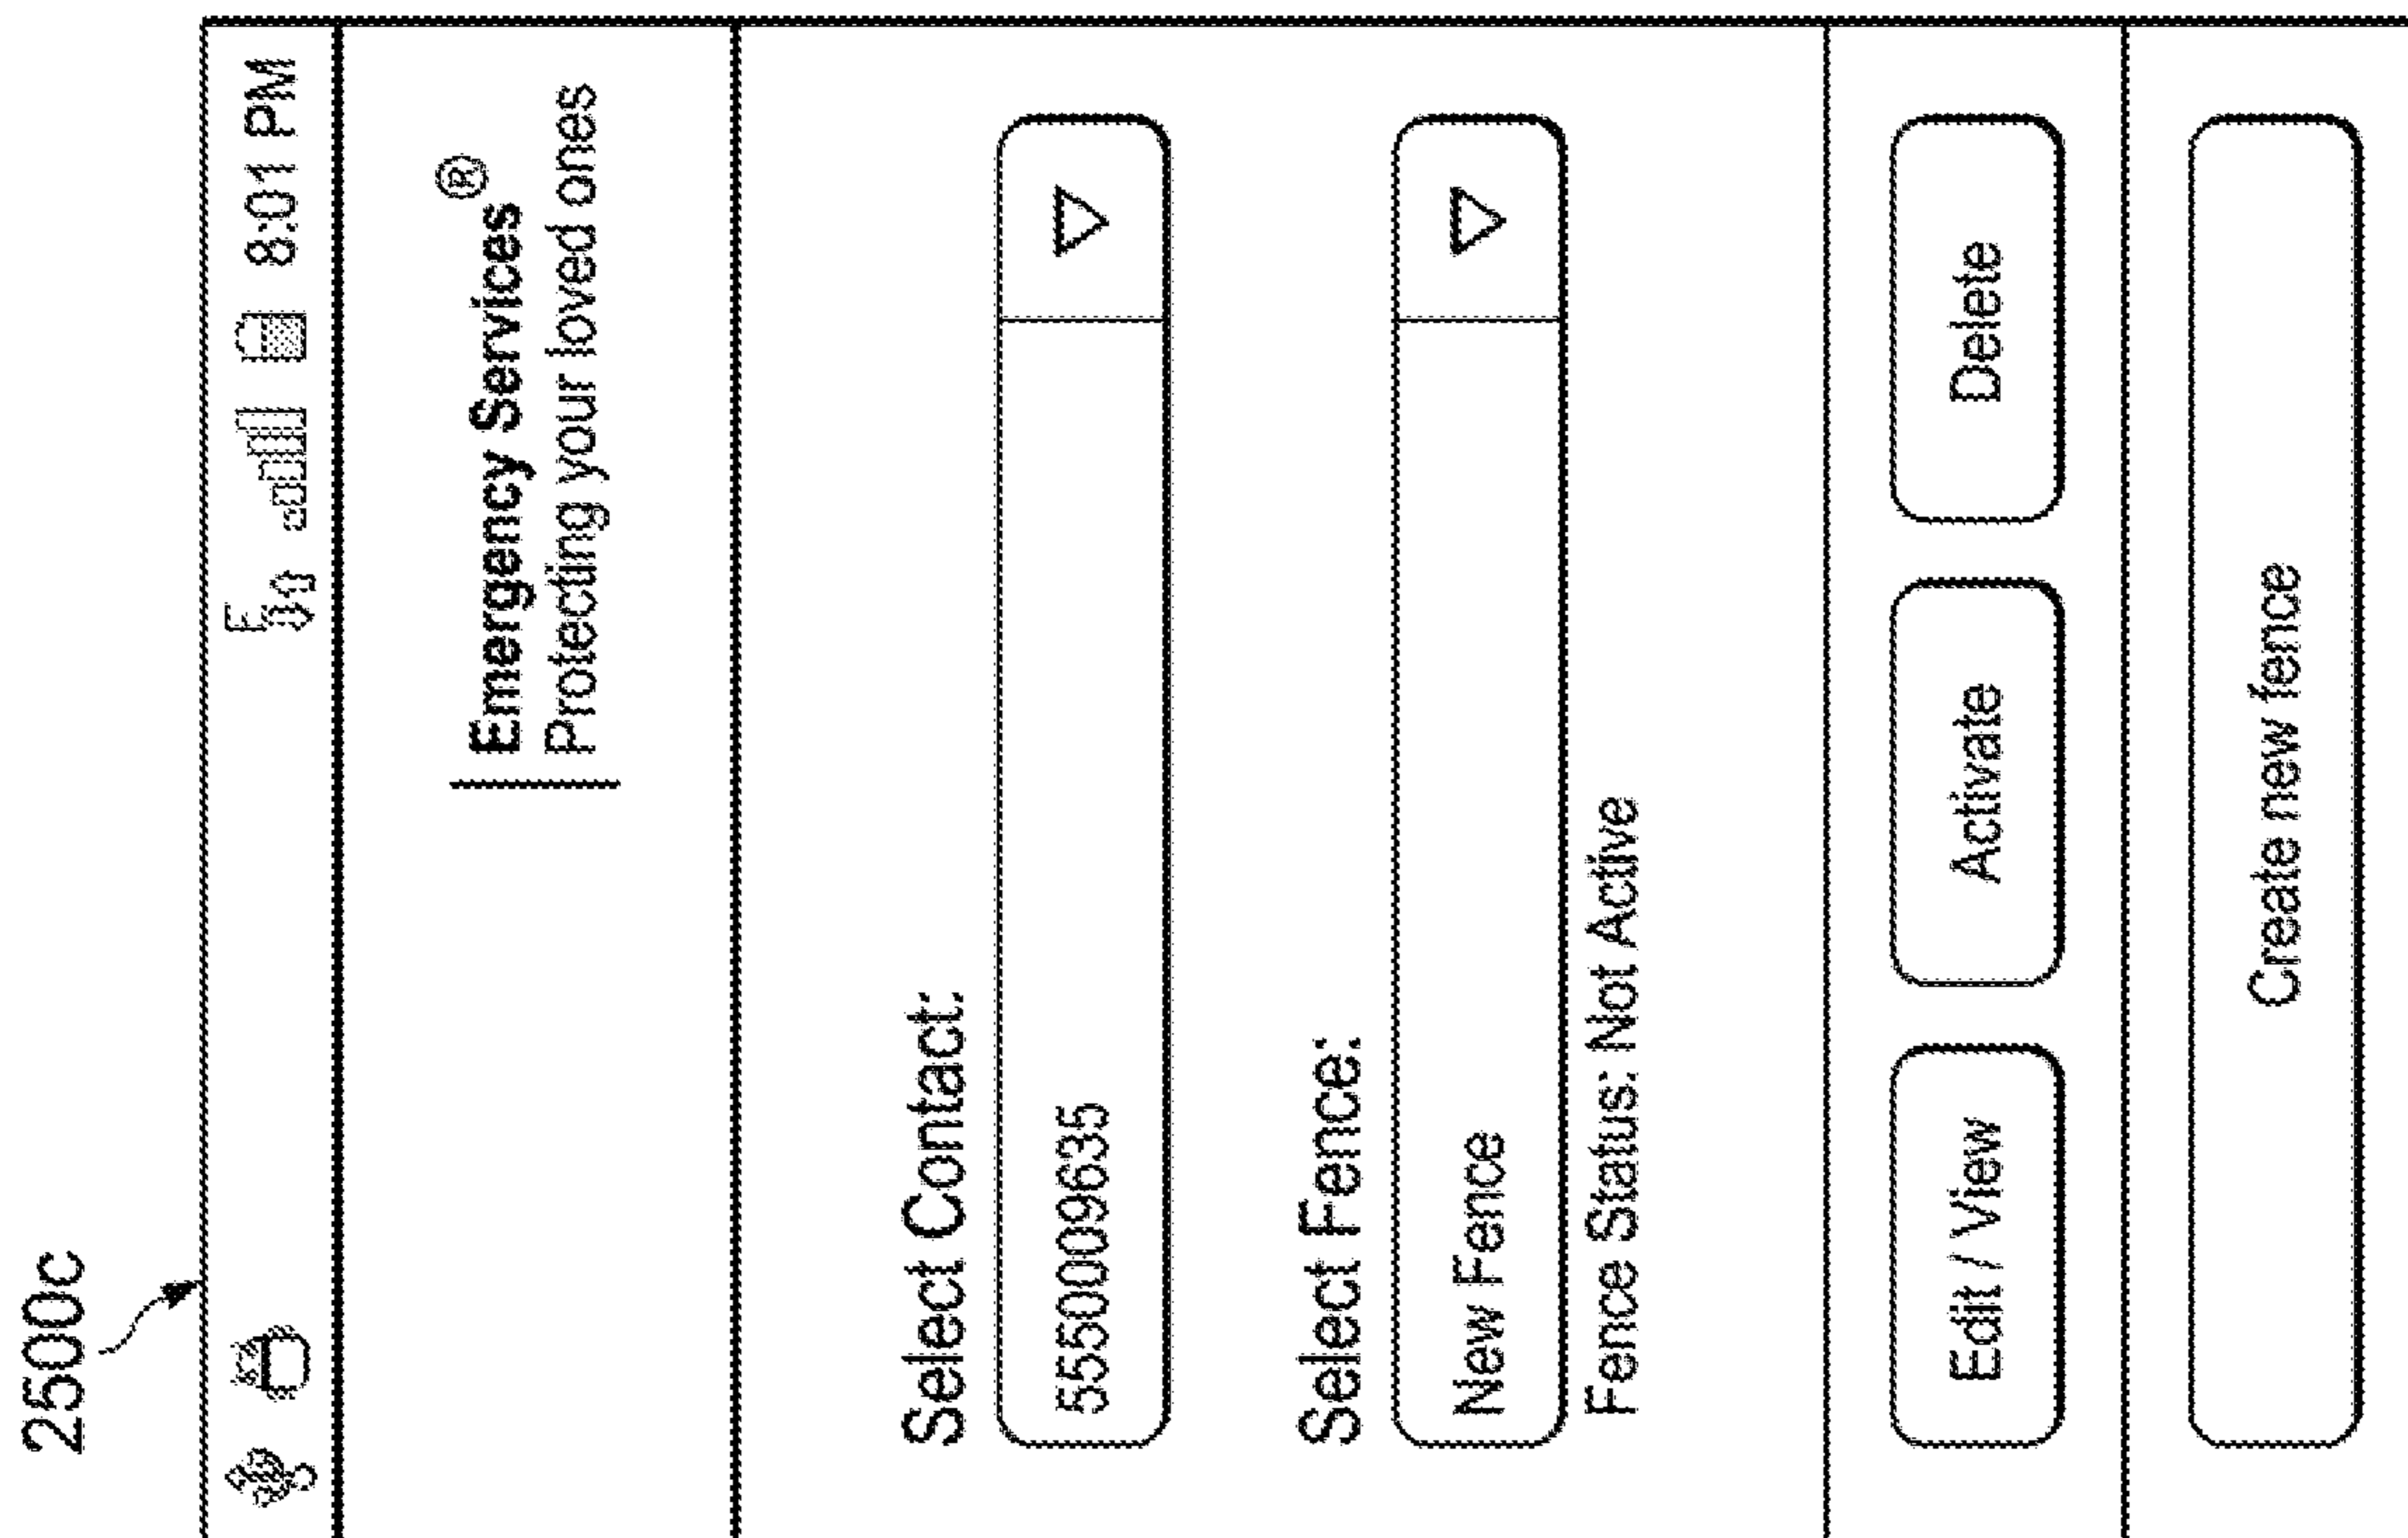 2500c
8:01 PM
Emergency Services®
Protecting your loved ones
Select Contact:
5550009635
Select Fence:
New Fence
Fence Status: Not Active
Edit / View
Activate
Delete
Create new fence